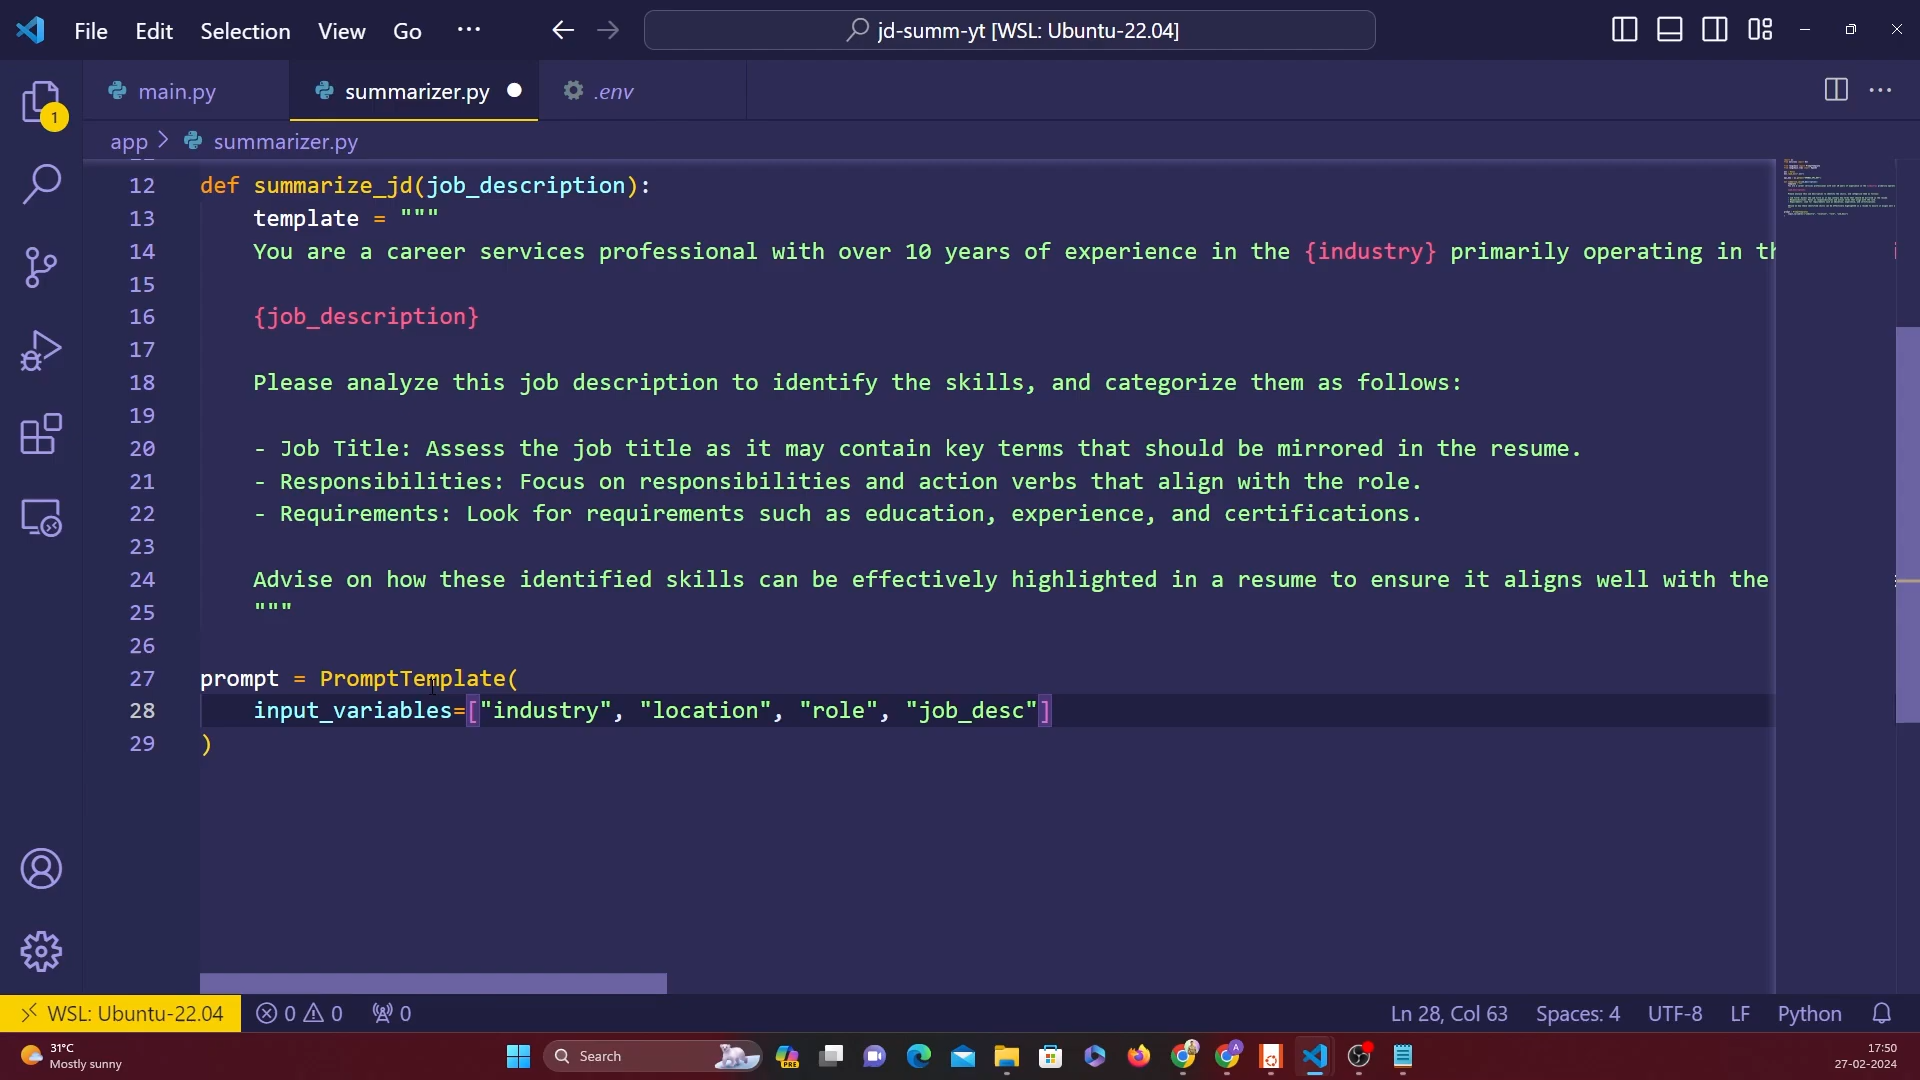 File Edit Selection View Go ··· jd-summ-yt [WSL: Ubuntu-22.04]
1
main.py summarizer.py .env
app > summarizer.py
12 def summarize_jd(job_description):
13 template = """
14 You are a career services professional with over 10 years of experience in the {industry} primarily operating in th
15
16 {job_description}
17
18 Please analyze this job description to identify the skills, and categorize them as follows:
19
20 - Job Title: Assess the job title as it may contain key terms that should be mirrored in the resume.
21 - Responsibilities: Focus on responsibilities and action verbs that align with the role.
22 - Requirements: Look for requirements such as education, experience, and certifications.
23
24 Advise on how these identified skills can be effectively highlighted in a resume to ensure it aligns well with the
25 """
26
27 prompt = PromptTemplate(
28 input_variables=["industry", "location", "role", "job_desc"]
29 )
WSL: Ubuntu-22.04 0 0 0 Ln 28, Col 63 Spaces: 4 UTF-8 LF Python
31°C
Mostly sunny
Search
PRE
A
17:50
27-02-2024